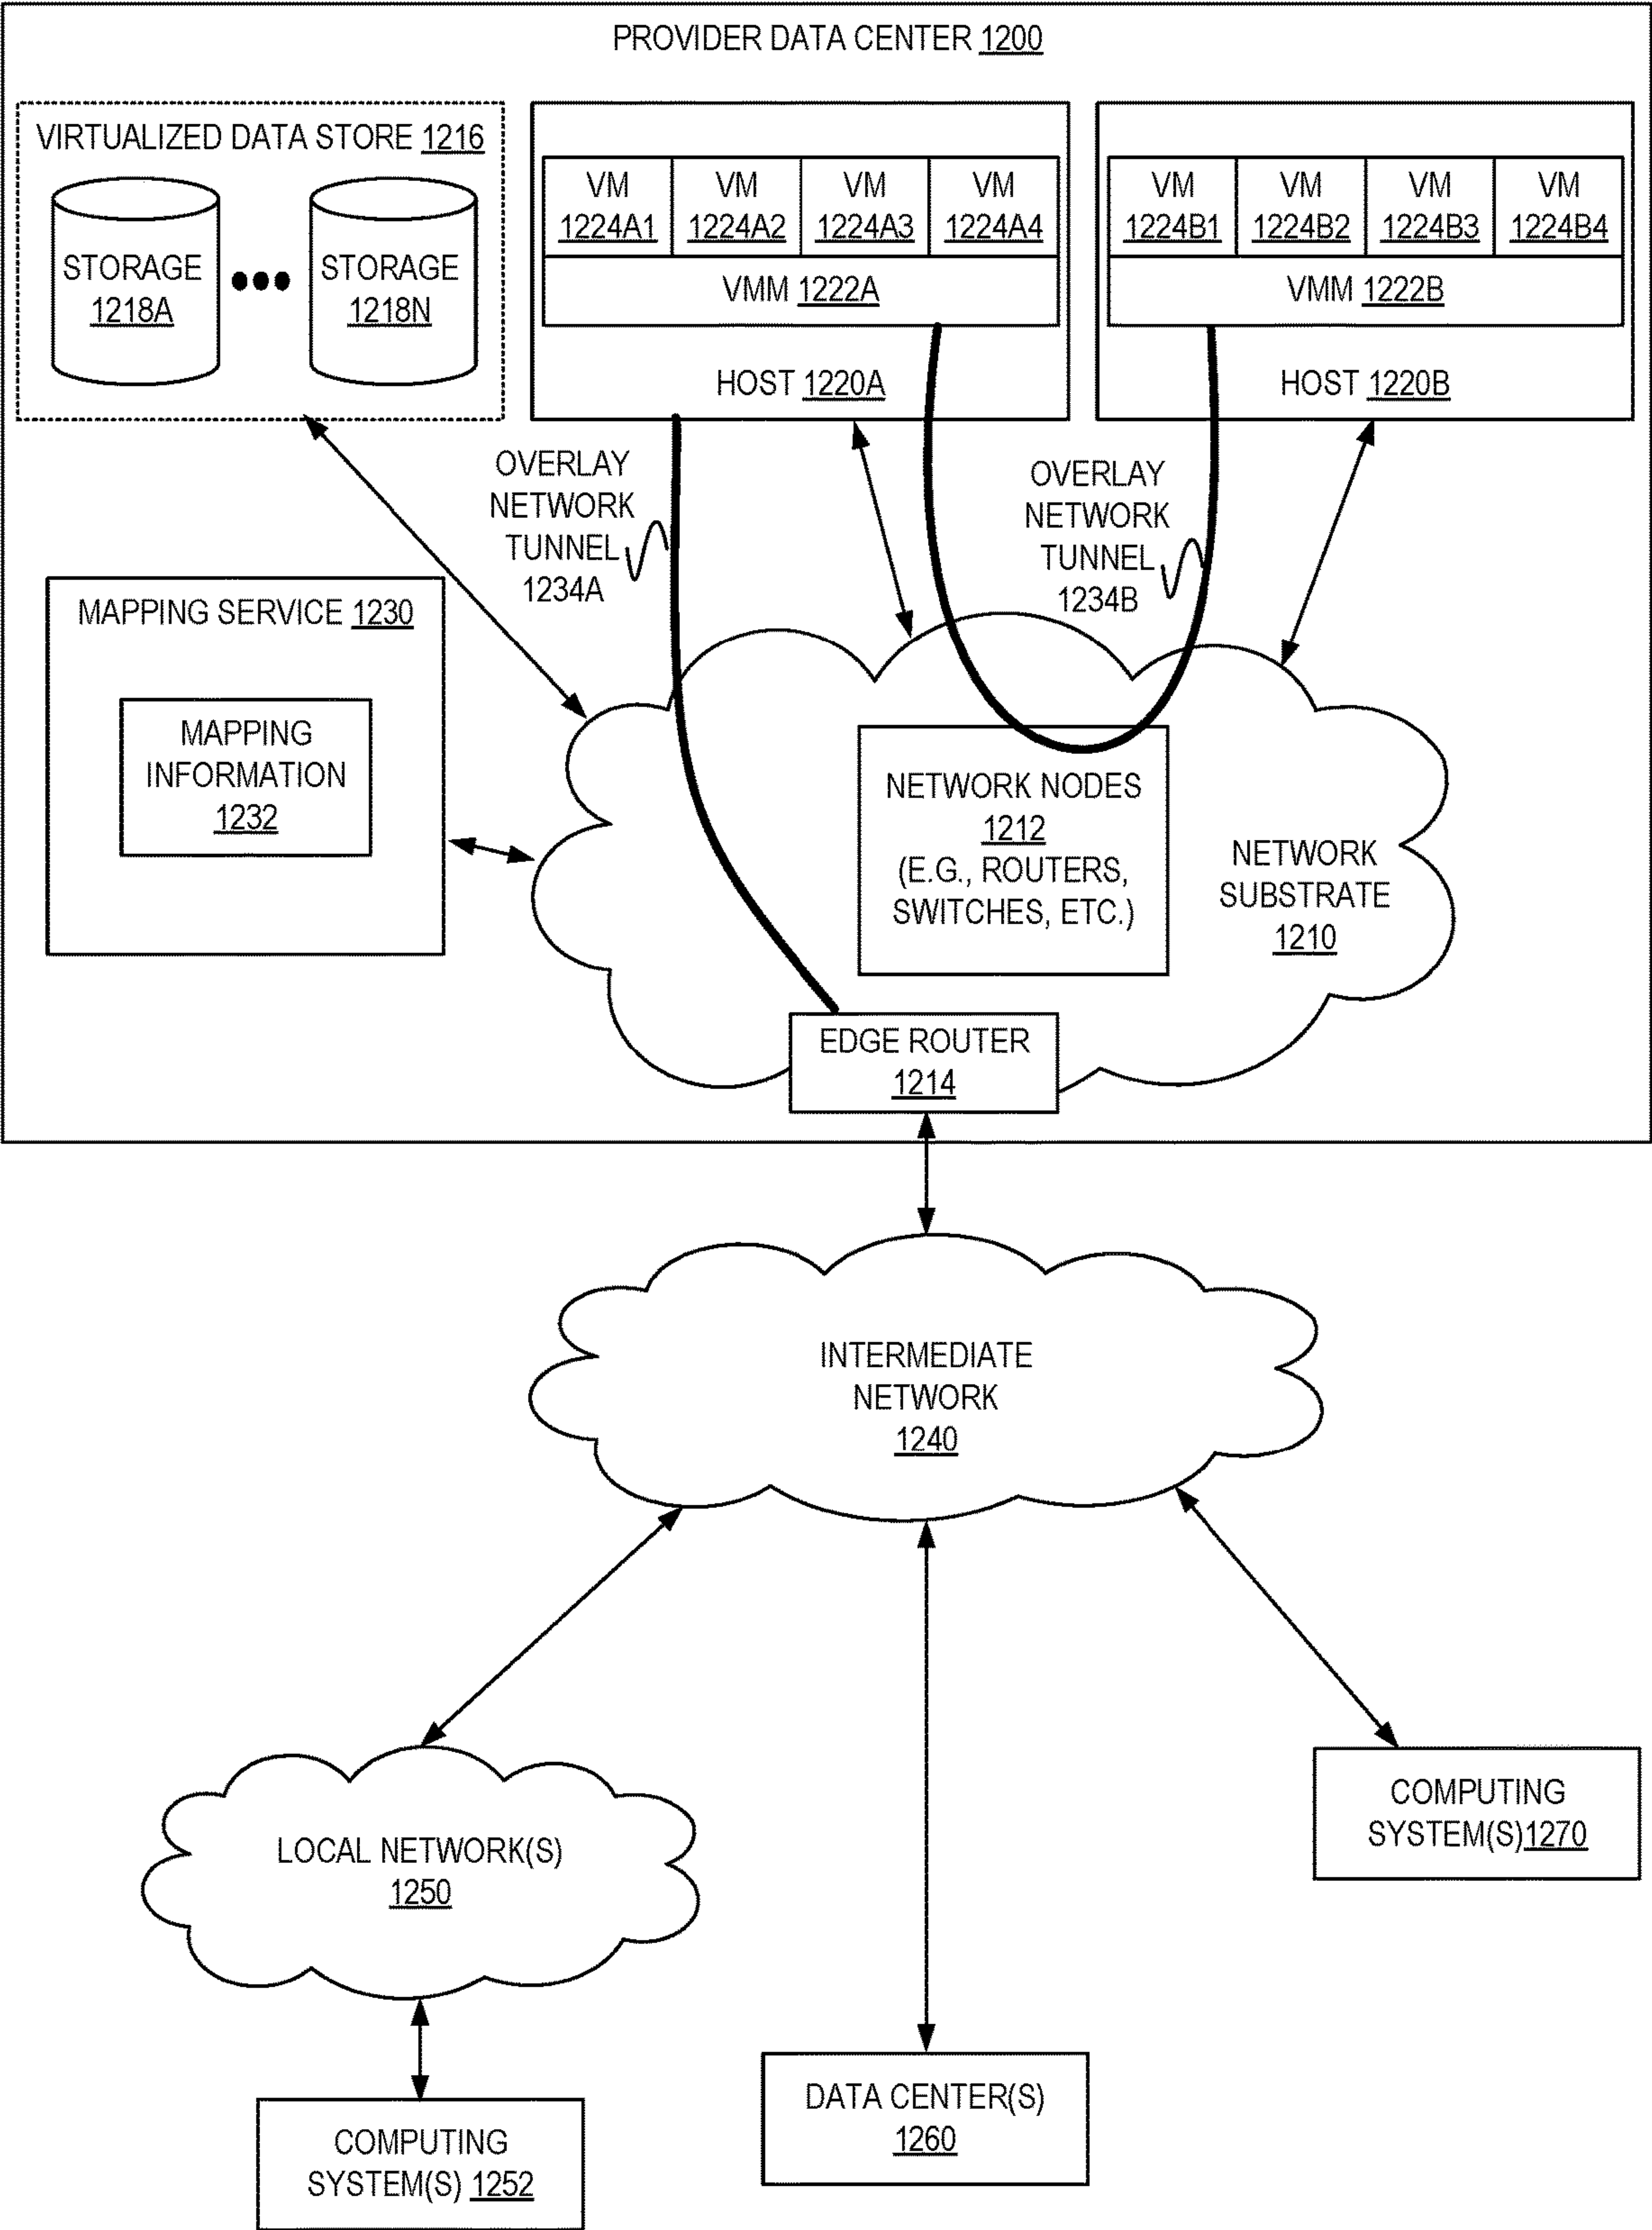 PROVIDER DATA CENTER 1200
VIRTUALIZED DATA STORE 1216
STORAGE
1218A
STORAGE
1218N
VM
1224A1
VM
1224A2
VM
1224A3
VM
1224A4
VMM 1222A
HOST 1220A
VM
1224B1
VM
1224B2
VM
1224B3
VM
1224B4
VMM 1222B
HOST 1220B
OVERLAY
NETWORK
TUNNEL
1234A
OVERLAY
NETWORK
TUNNEL
1234B
MAPPING SERVICE 1230
MAPPING
INFORMATION
1232
NETWORK NODES
1212
(E.G., ROUTERS,
SWITCHES, ETC.)
NETWORK
SUBSTRATE
1210
EDGE ROUTER
1214
INTERMEDIATE
NETWORK
1240
LOCAL NETWORK(S)
1250
COMPUTING
SYSTEM(S)1270
COMPUTING
SYSTEM(S) 1252
DATA CENTER(S)
1260